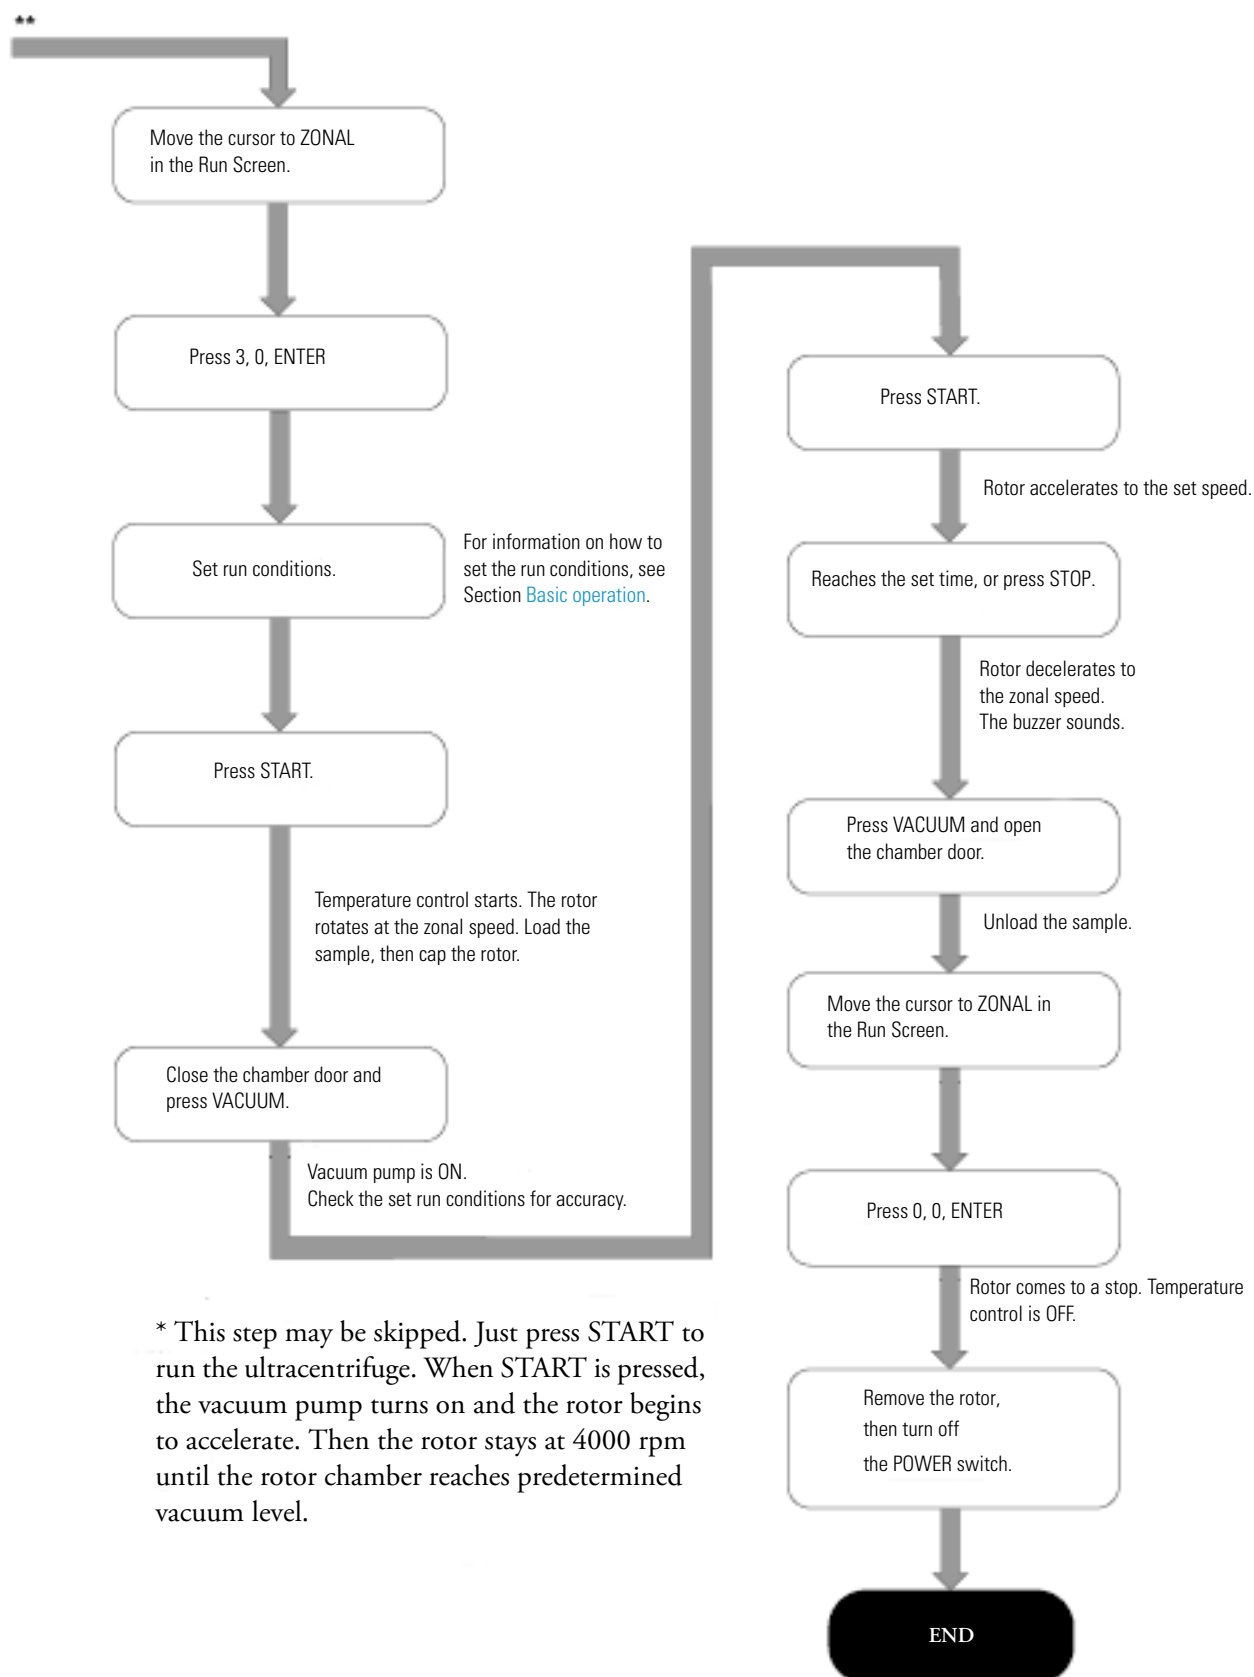 **
Move the cursor to ZONAL
in the Run Screen.
Press 3, 0, ENTER
Set run conditions.
For information on how to
set the run conditions, see
Section Basic operation.
Press START.
Temperature control starts. The rotor
rotates at the zonal speed. Load the
sample, then cap the rotor.
Close the chamber door and
press VACUUM.
Vacuum pump is ON.
Check the set run conditions for accuracy.
Press START.
Rotor accelerates to the set speed.
Reaches the set time, or press STOP.
Rotor decelerates to
the zonal speed.
The buzzer sounds.
Press VACUUM and open
the chamber door.
Unload the sample.
Move the cursor to ZONAL in
the Run Screen.
Press 0, 0, ENTER
Rotor comes to a stop. Temperature
control is OFF.
Remove the rotor,
then turn off
the POWER switch.
END
* This step may be skipped. Just press START to
run the ultracentrifuge. When START is pressed,
the vacuum pump turns on and the rotor begins
to accelerate. Then the rotor stays at 4000 rpm
until the rotor chamber reaches predetermined
vacuum level.